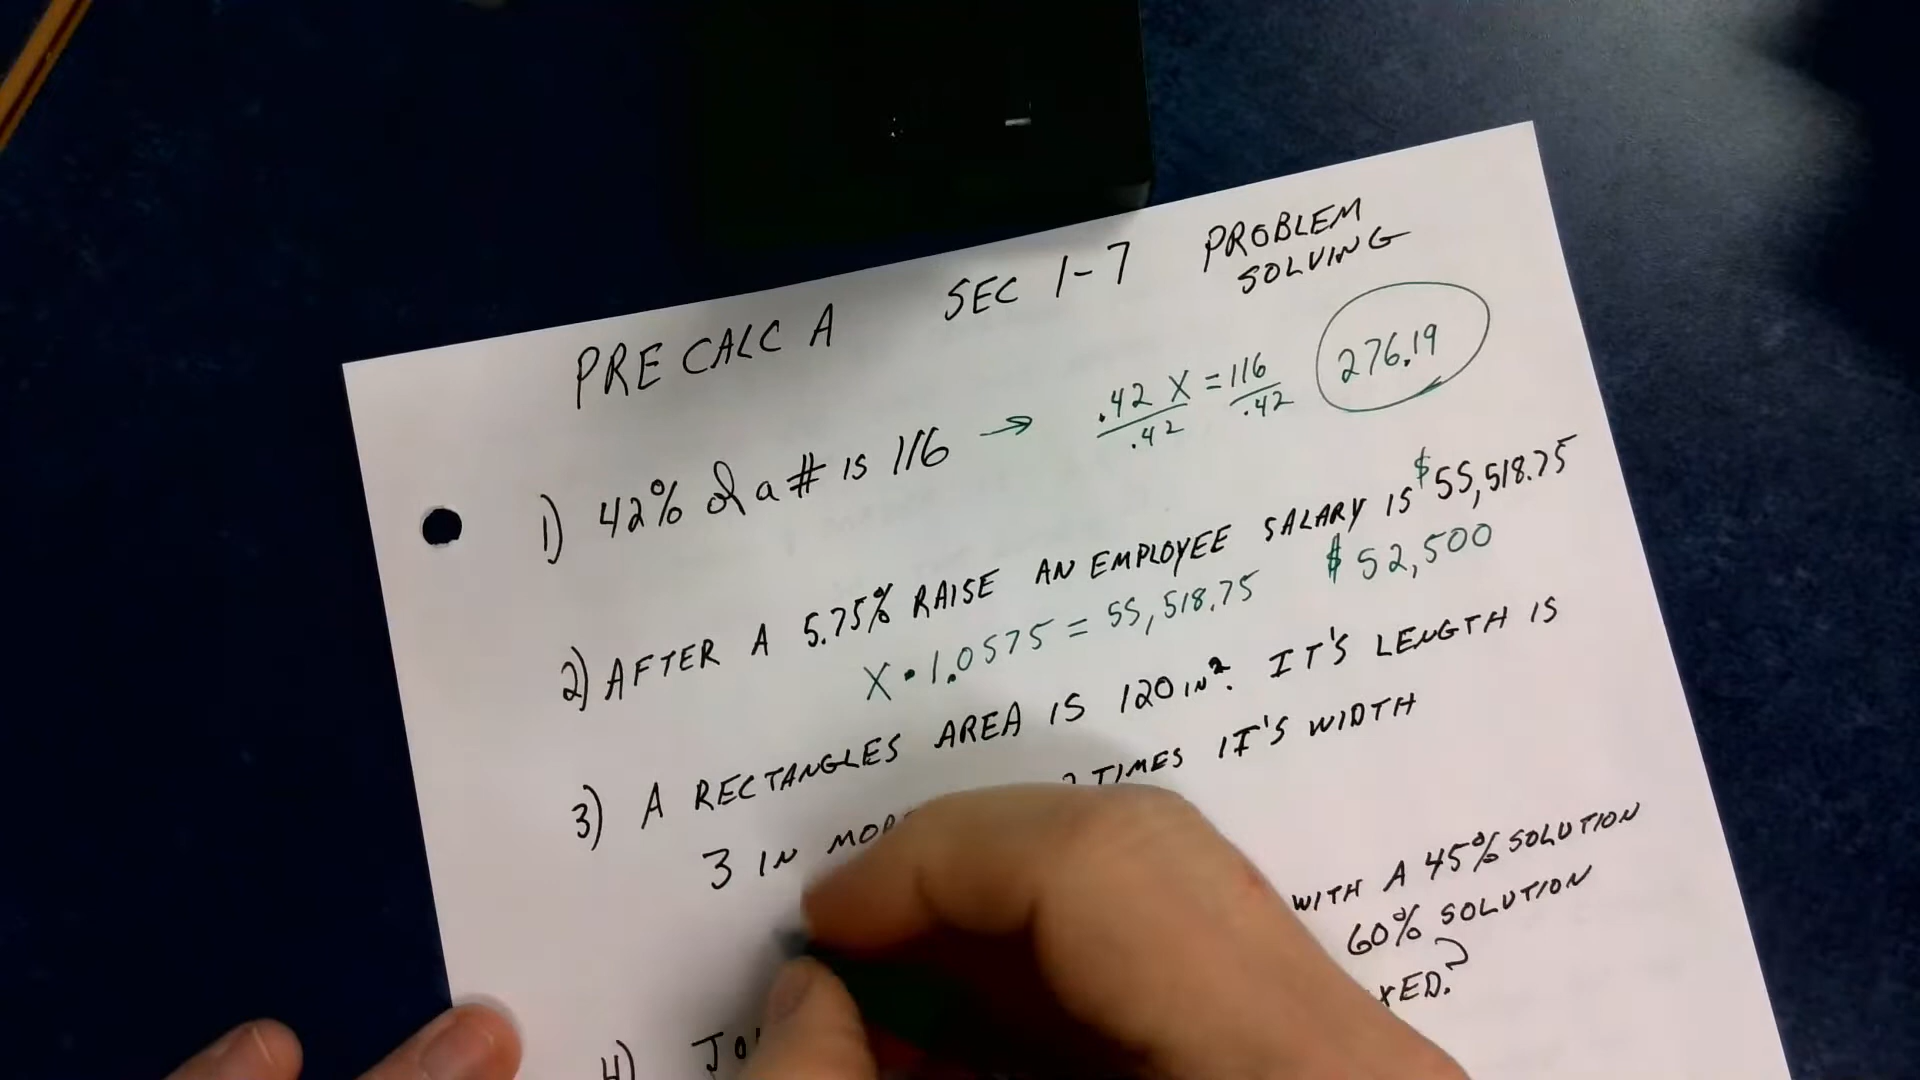 PRE CALC A SEC 1-7 PROBLEM SOLVING
1) 42% of a # is 116 → .42 X = 116 276.19
.42 .42
2) AFTER A 5.75% RAISE AN EMPLOYEE SALARY IS $55,518.75
X • 1.0575 = 55,518.75 $52,500
3) A RECTANGLES AREA IS 120 IN². IT'S LENGTH IS
3 IN TIMES IT'S WIDTH
4) WITH A 45% SOLUTION
60% SOLUTION